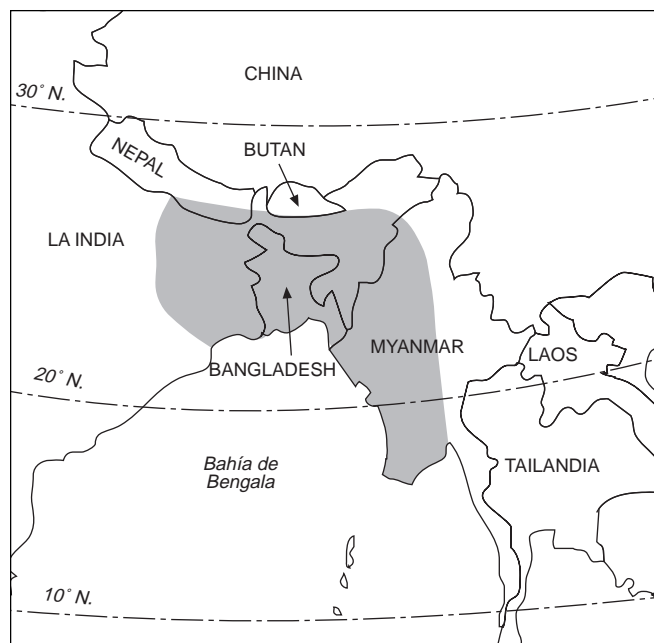 CHINA
30° N.
NEPAL
BUTAN
LA INDIA
MYANMAR
LAOS
BANGLADESH
20° N.
Bahía de
Bengala
TAILANDIA
10° N.